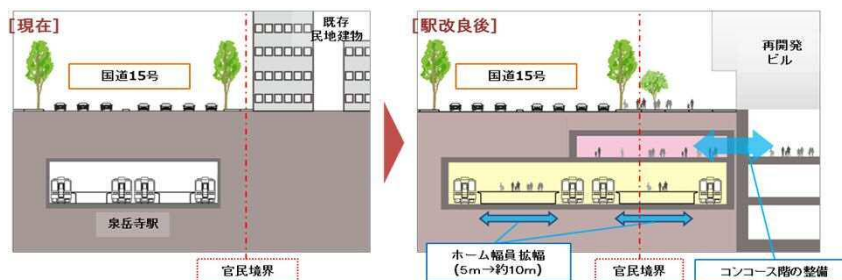 [現在]
既存
民地建物
国道15号
泉岳寺駅
官民境界
[駅改良後]
再開発
ビル
国道15号
ホーム幅員拡幅
(5m→約10m)
官民境界
コンコース階の整備